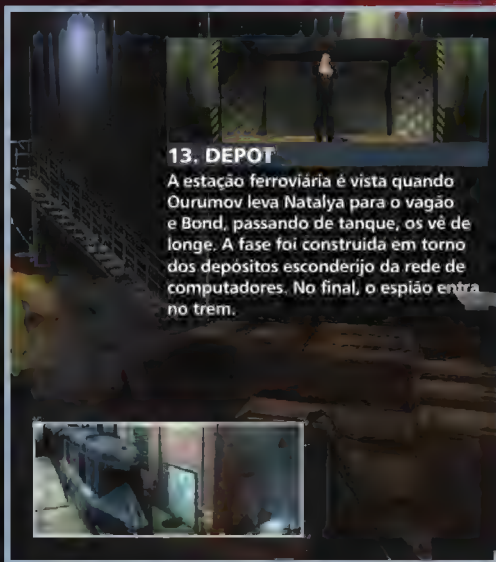 13. DEPOT
A estação ferroviária é vista quando
Ourumov leva Natalya para o vagão
e Bond, passando de tanque, os vê de
longe. A fase foi construída em torno
dos depósitos esconderijo da rede de
computadores. No final, o espião entra
no trem.